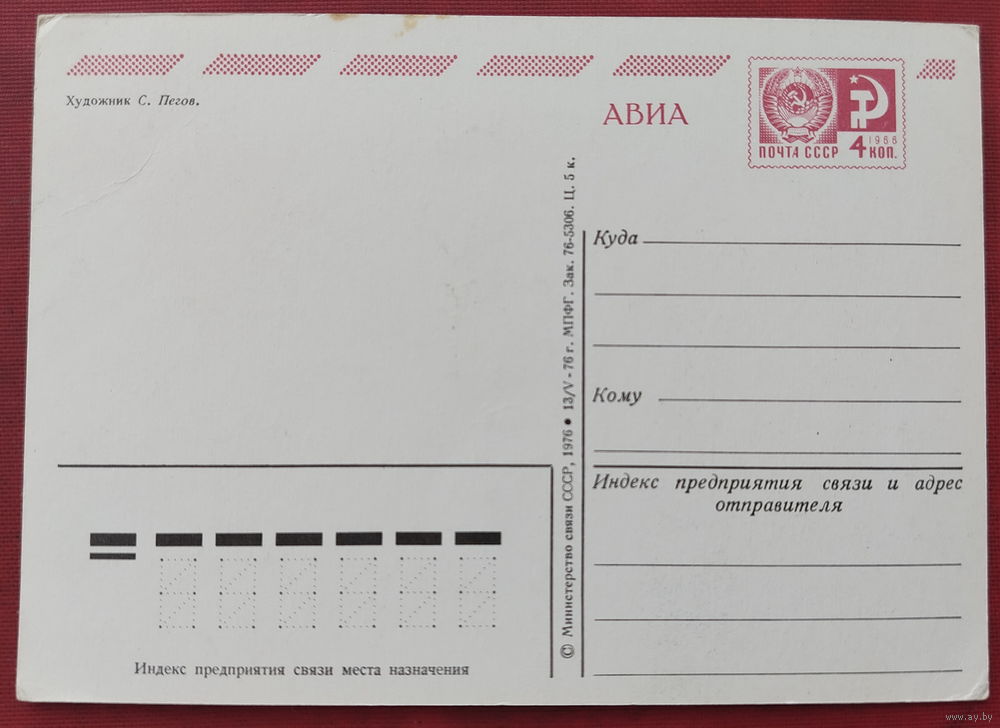 Художник С. Пегов.
АВИА
ПОЧТА СССР
1966
4 КОП.
© Министерство связи СССР, 1976 • 13/V - 76 г. МПФГ. Зак. 76-5306. Ц. 5 к.
Куда
Кому
Индекс предприятия связи и адрес
отправителя
Индекс предприятия связи места назначения
www.ay.by